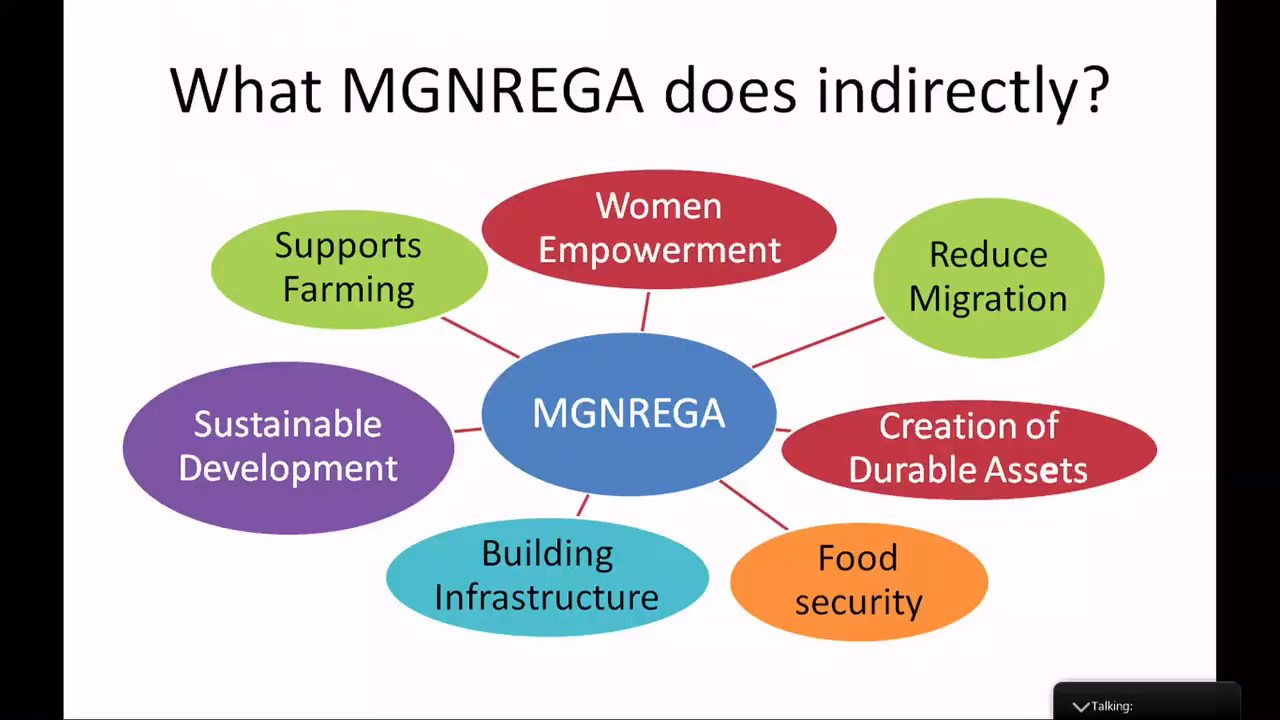 What MGNREGA does indirectly?
Women
Empowerment
Supports
Farming
Reduce
Migration
MGNREGA
Sustainable
Development
Creation of
Durable Assets
Building
Infrastructure
Food
security
Talking: